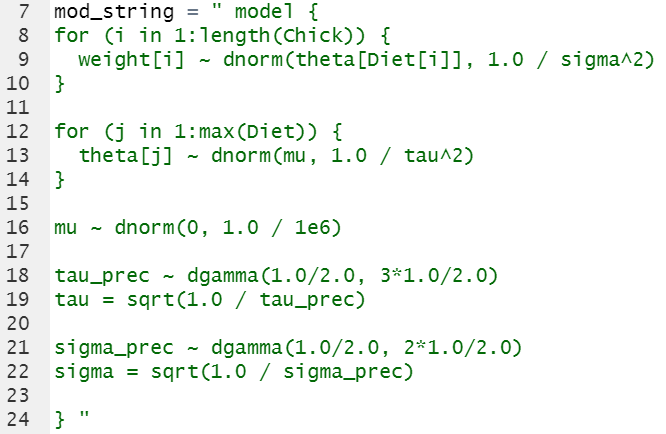 7 mod_string = " model {
8 for (i in 1:length(Chick)) {
9   weight[i] ~ dnorm(theta[Diet[i]], 1.0 / sigma^2)
10 }
11
12 for (j in 1:max(Diet)) {
13   theta[j] ~ dnorm(mu, 1.0 / tau^2)
14 }
15
16 mu ~ dnorm(0, 1.0 / 1e6)
17
18 tau_prec ~ dgamma(1.0/2.0, 3*1.0/2.0)
19 tau = sqrt(1.0 / tau_prec)
20
21 sigma_prec ~ dgamma(1.0/2.0, 2*1.0/2.0)
22 sigma = sqrt(1.0 / sigma_prec)
23
24 } "